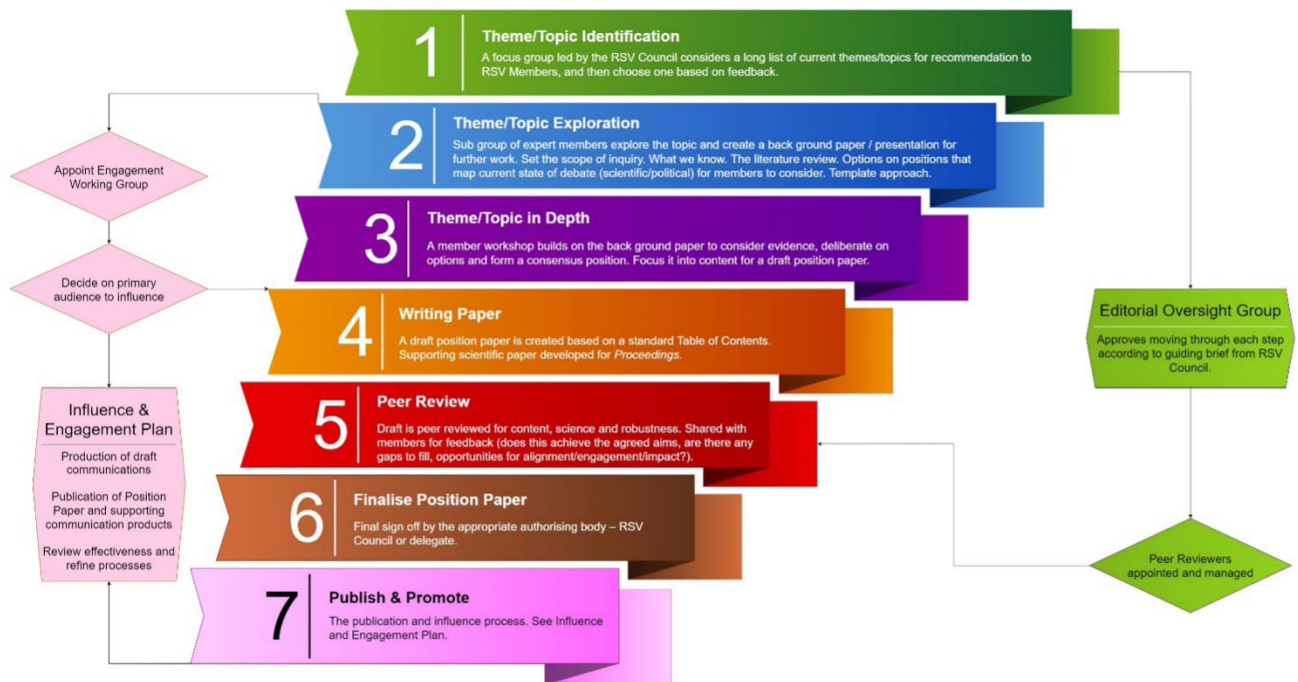 1
Theme/Topic Identification
A focus group led by the RSV Council considers a long list of current themes/topics for recommendation to
RSV Members, and then choose one based on feedback.
2
Theme/Topic Exploration
Sub group of expert members explore the topic and create a back ground paper / presentation for
further work. Set the scope of inquiry. What we know. The literature review. Options on positions that
map current state of debate (scientific/political) for members to consider. Template approach.
3
Theme/Topic in Depth
A member workshop builds on the back ground paper to consider evidence, deliberate on
options and form a consensus position. Focus it into content for a draft position paper.
4
Writing Paper
A draft position paper is created based on a standard Table of Contents.
Supporting scientific paper developed for Proceedings.
5
Peer Review
Draft is peer reviewed for content, science and robustness. Shared with
members for feedback (does this achieve the agreed aims, are there any
gaps to fill, opportunities for alignment/engagement/impact?).
6
Finalise Position Paper
Final sign off by the appropriate authorising body – RSV
Council or delegate.
7
Publish & Promote
The publication and influence process. See Influence
and Engagement Plan.
Appoint Engagement
Working Group
Decide on primary
audience to influence
Influence &
Engagement Plan
Production of draft
communications
Publication of Position
Paper and supporting
communication products
Review effectiveness and
refine processes
Editorial Oversight Group
Approves moving through each step
according to guiding brief from RSV
Council.
Peer Reviewers
appointed and managed